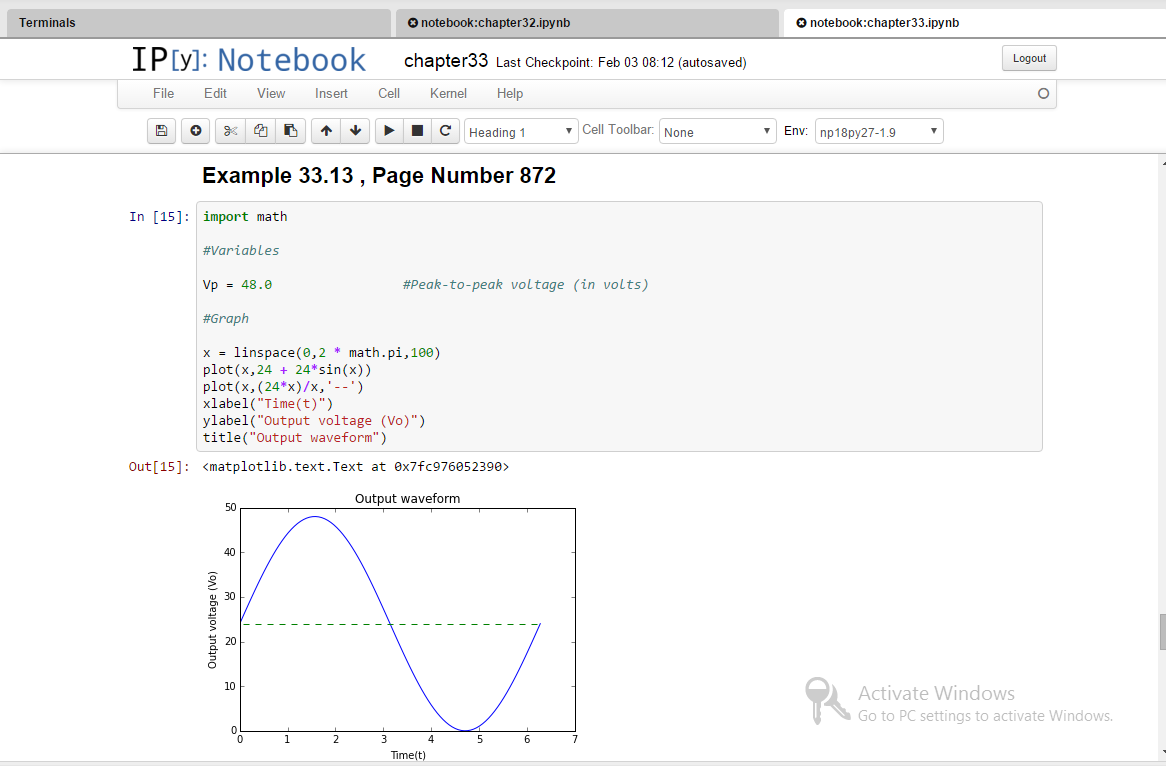 Terminals
notebook:chapter32.ipynb
notebook:chapter33.ipynb
IP[y]: Notebook
chapter33 Last Checkpoint: Feb 03 08:12 (autosaved)
Logout
File Edit View Insert Cell Kernel Help
Heading 1 Cell Toolbar: None Env: np18py27-1.9
Example 33.13 , Page Number 872
In [15]: import math
#Variables
Vp = 48.0 #Peak-to-peak voltage (in volts)
#Graph
x = linspace(0,2 * math.pi,100)
plot(x,24 + 24*sin(x))
plot(x,(24*x)/x,'--')
xlabel("Time(t)")
ylabel("Output voltage (Vo)")
title("Output waveform")
Out[15]: <matplotlib.text.Text at 0x7fc976052390>
Output waveform
50
40
30
20
10
0
Output voltage (Vo)
0 1 2 3 4 5 6 7
Time(t)
Activate Windows
Go to PC settings to activate Windows.